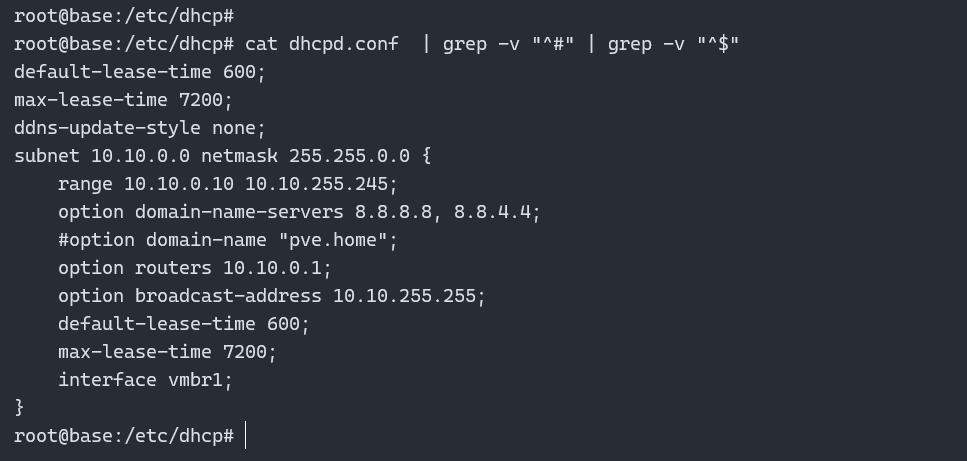 root@base:/etc/dhcp#
root@base:/etc/dhcp# cat dhcpd.conf  | grep -v "^#" | grep -v "^$"
default-lease-time 600;
max-lease-time 7200;
ddns-update-style none;
subnet 10.10.0.0 netmask 255.255.0.0 {
    range 10.10.0.10 10.10.255.245;
    option domain-name-servers 8.8.8.8, 8.8.4.4;
    #option domain-name "pve.home";
    option routers 10.10.0.1;
    option broadcast-address 10.10.255.255;
    default-lease-time 600;
    max-lease-time 7200;
    interface vmbr1;
}
root@base:/etc/dhcp#